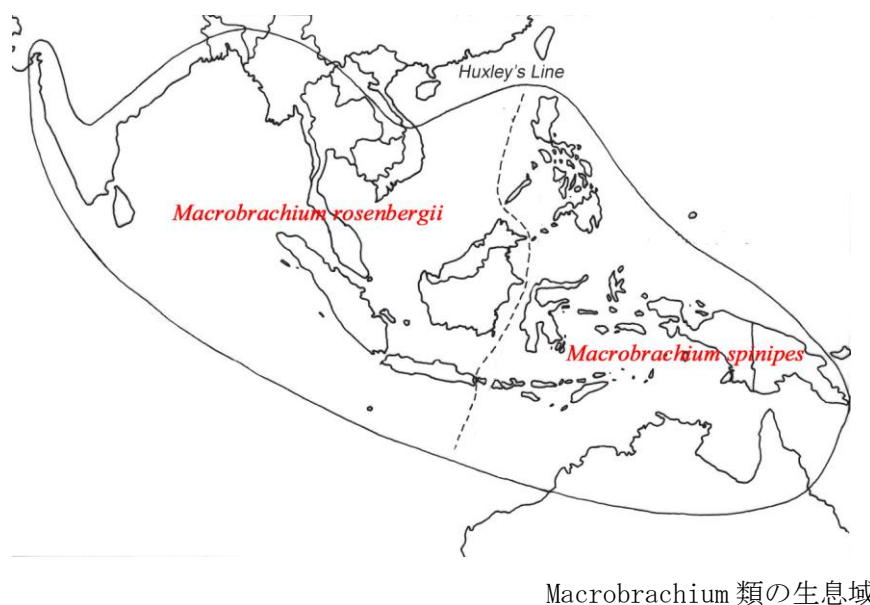 Huxley's Line
Macrobrachium rosenbergii
Macrobrachium spinipes
Macrobrachium 類の生息域